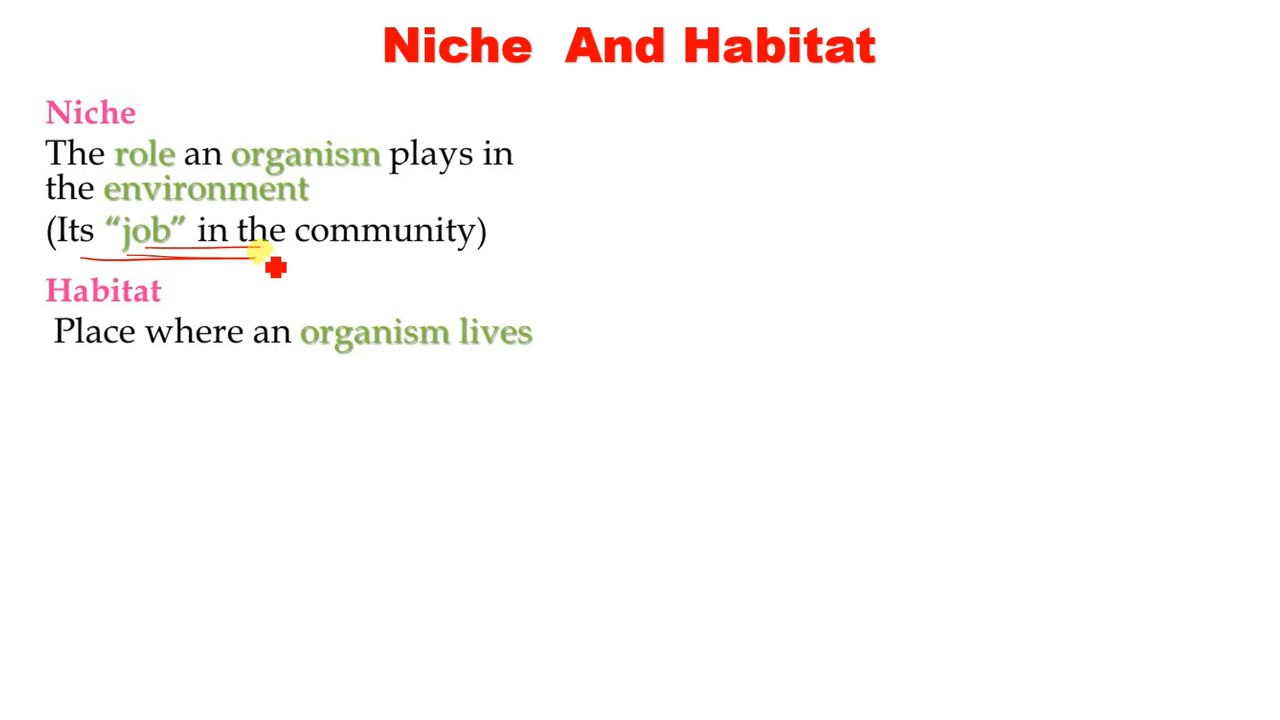 Niche And Habitat
Niche
The role an organism plays in
the environment
(Its “job” in the community)
Habitat
Place where an organism lives